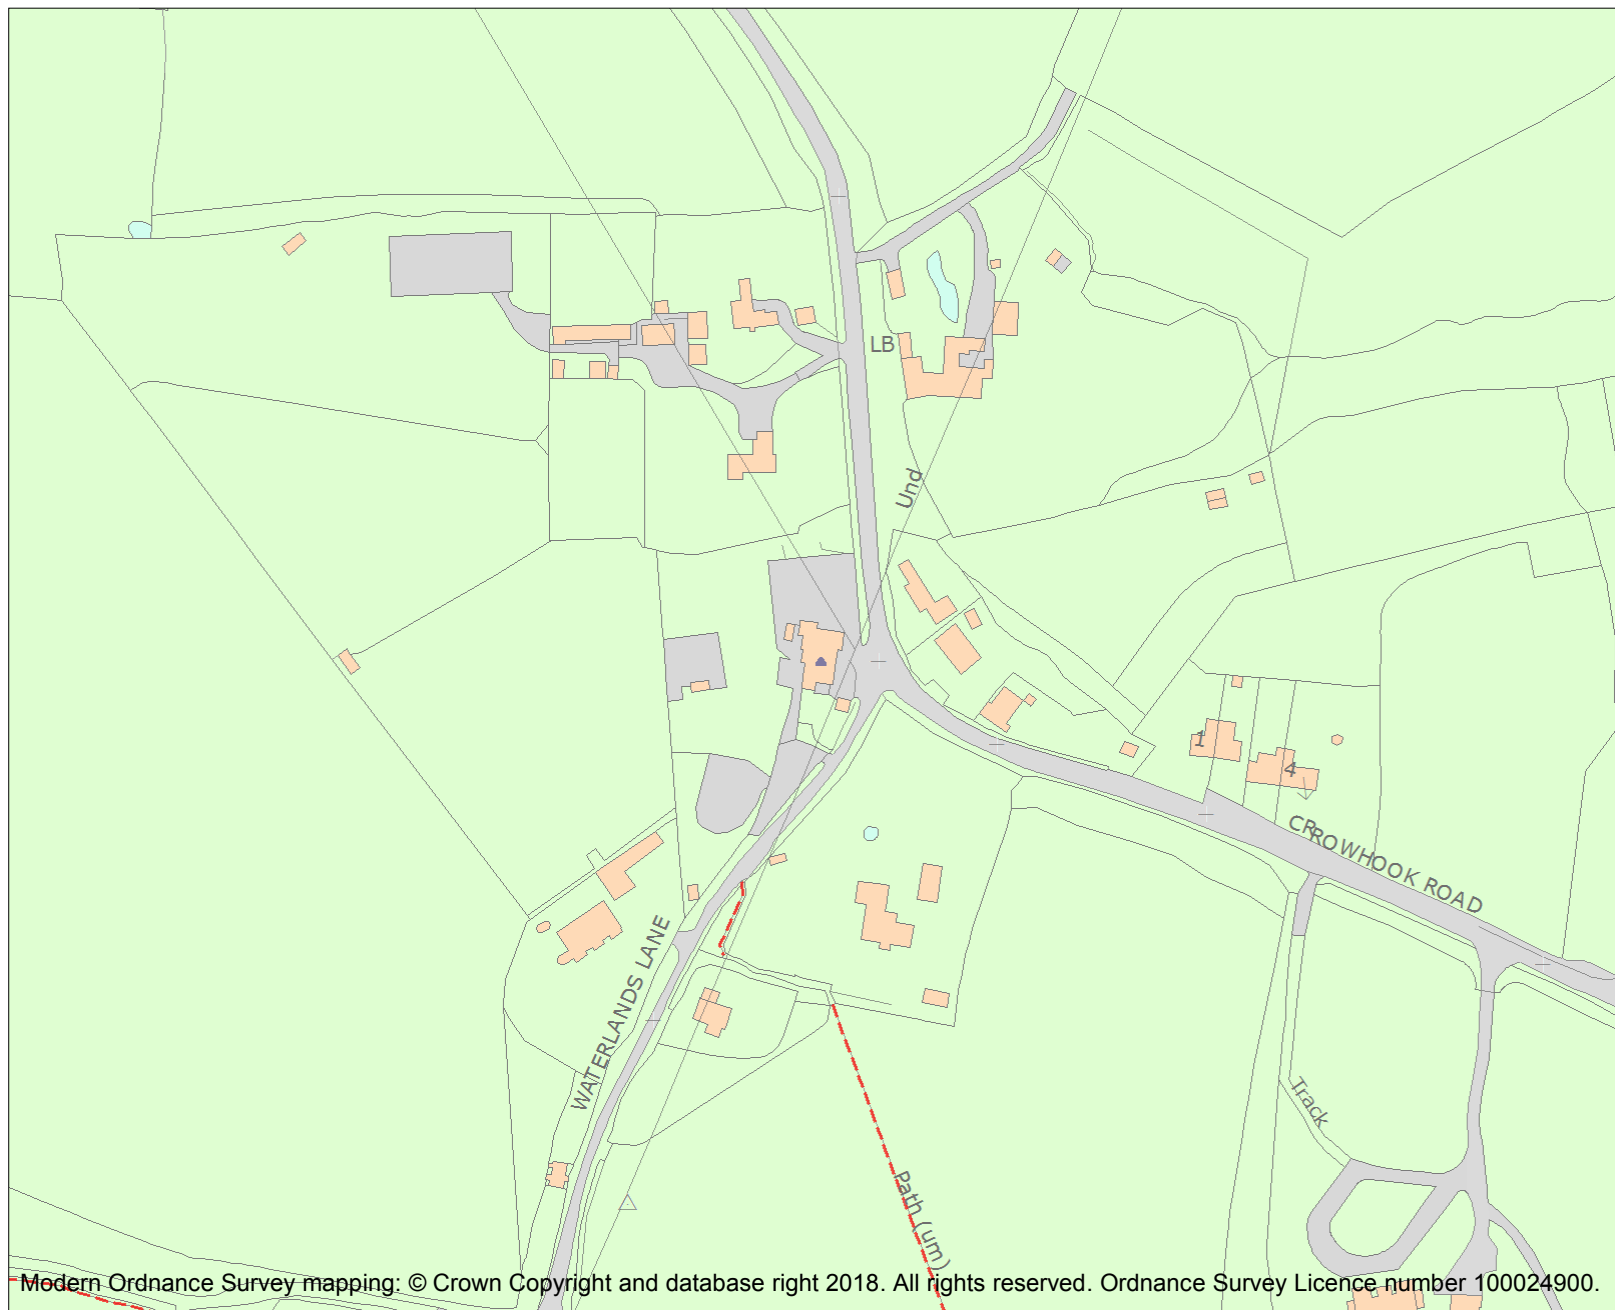 LB
Und
1
4
CRROWHOOK ROAD
WATERLANDS LANE
Track
Path (um)
Modern Ordnance Survey mapping: © Crown Copyright and database right 2018. All rights reserved. Ordnance Survey Licence number 100024900.